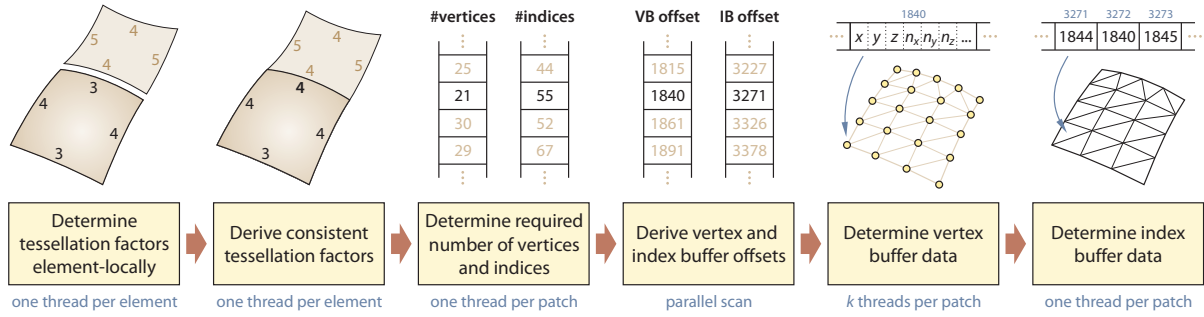 4
5
5
4
3
4
4
3
4
5
5
4
4
4
4
3
#vertices #indices
25 44
21 55
30 52
29 67
VB offset IB offset
1815 3227
1840 3271
1861 3326
1891 3378
1840
x y z nx ny nz ...
3271 3272 3273
1844 1840 1845
Determine
tessellation factors
element-locally
one thread per element
Derive consistent
tessellation factors
one thread per element
Determine required
number of vertices
and indices
one thread per patch
Derive vertex and
index buffer offsets
parallel scan
Determine vertex
buffer data
k threads per patch
Determine index
buffer data
one thread per patch